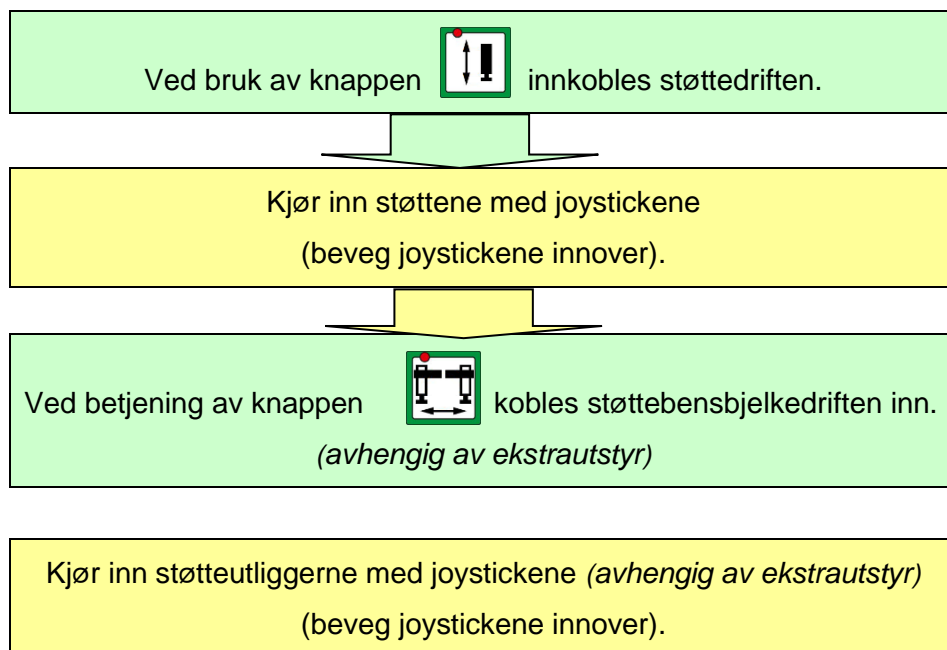 Ved bruk av knappen innkobles støttedriften.
Kjør inn støttene med joystickene
(beveg joystickene innover).
Ved betjening av knappen kobles støttebensbjelkedriften inn.
(avhengig av ekstrautstyr)
Kjør inn støtteutliggerne med joystickene (avhengig av ekstrautstyr)
(beveg joystickene innover).